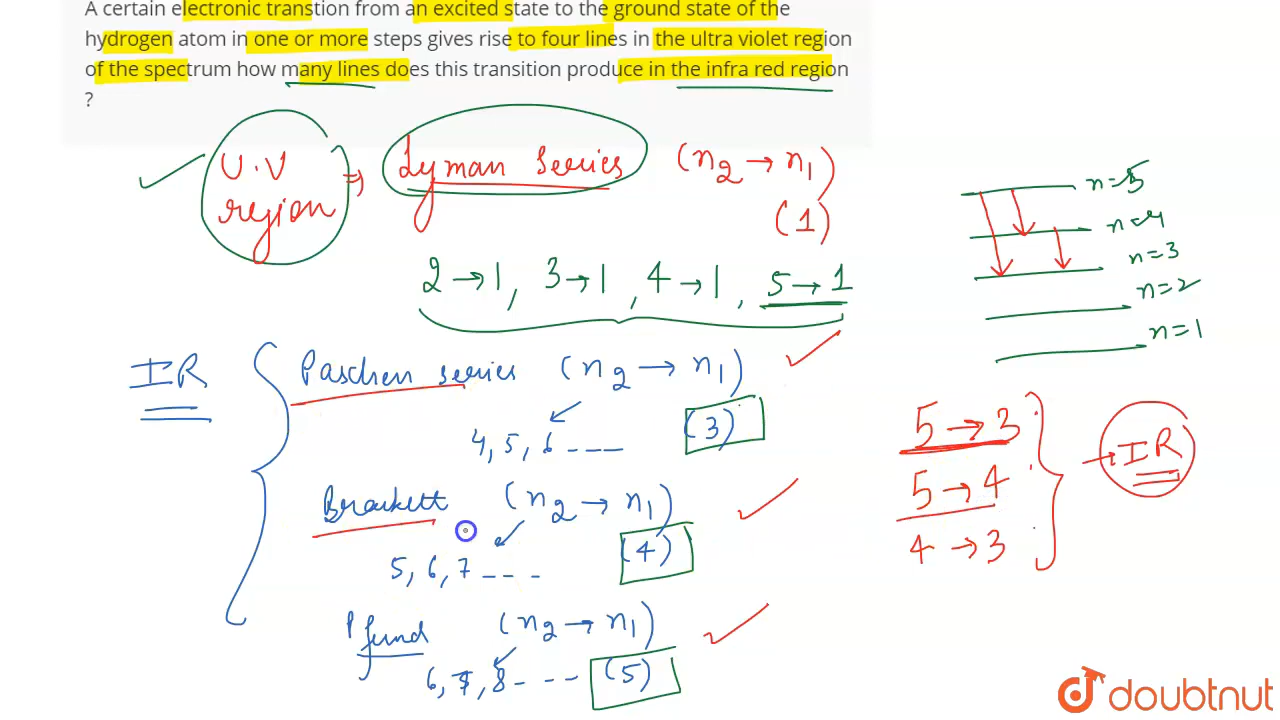 A certain electronic transtion from an excited state to the ground state of the
hydrogen atom in one or more steps gives rise to four lines in the ultra violet region
of the spectrum how many lines does this transition produce in the infra red region
?
U.V region ⇒ Lyman Series (n2 → n1)
(1)
2→1, 3→1, 4→1, 5→1
n=5
n=4
n=3
n=2
n=1
IR
Paschen series (n2 → n1)
4, 5, 6 --- (3)
Brackett (n2 → n1)
5, 6, 7 --- (4)
Pfund (n2 → n1)
6, 7, 8 - --- (5)
5→3
5→4
4→3
→ IR
doubtnut